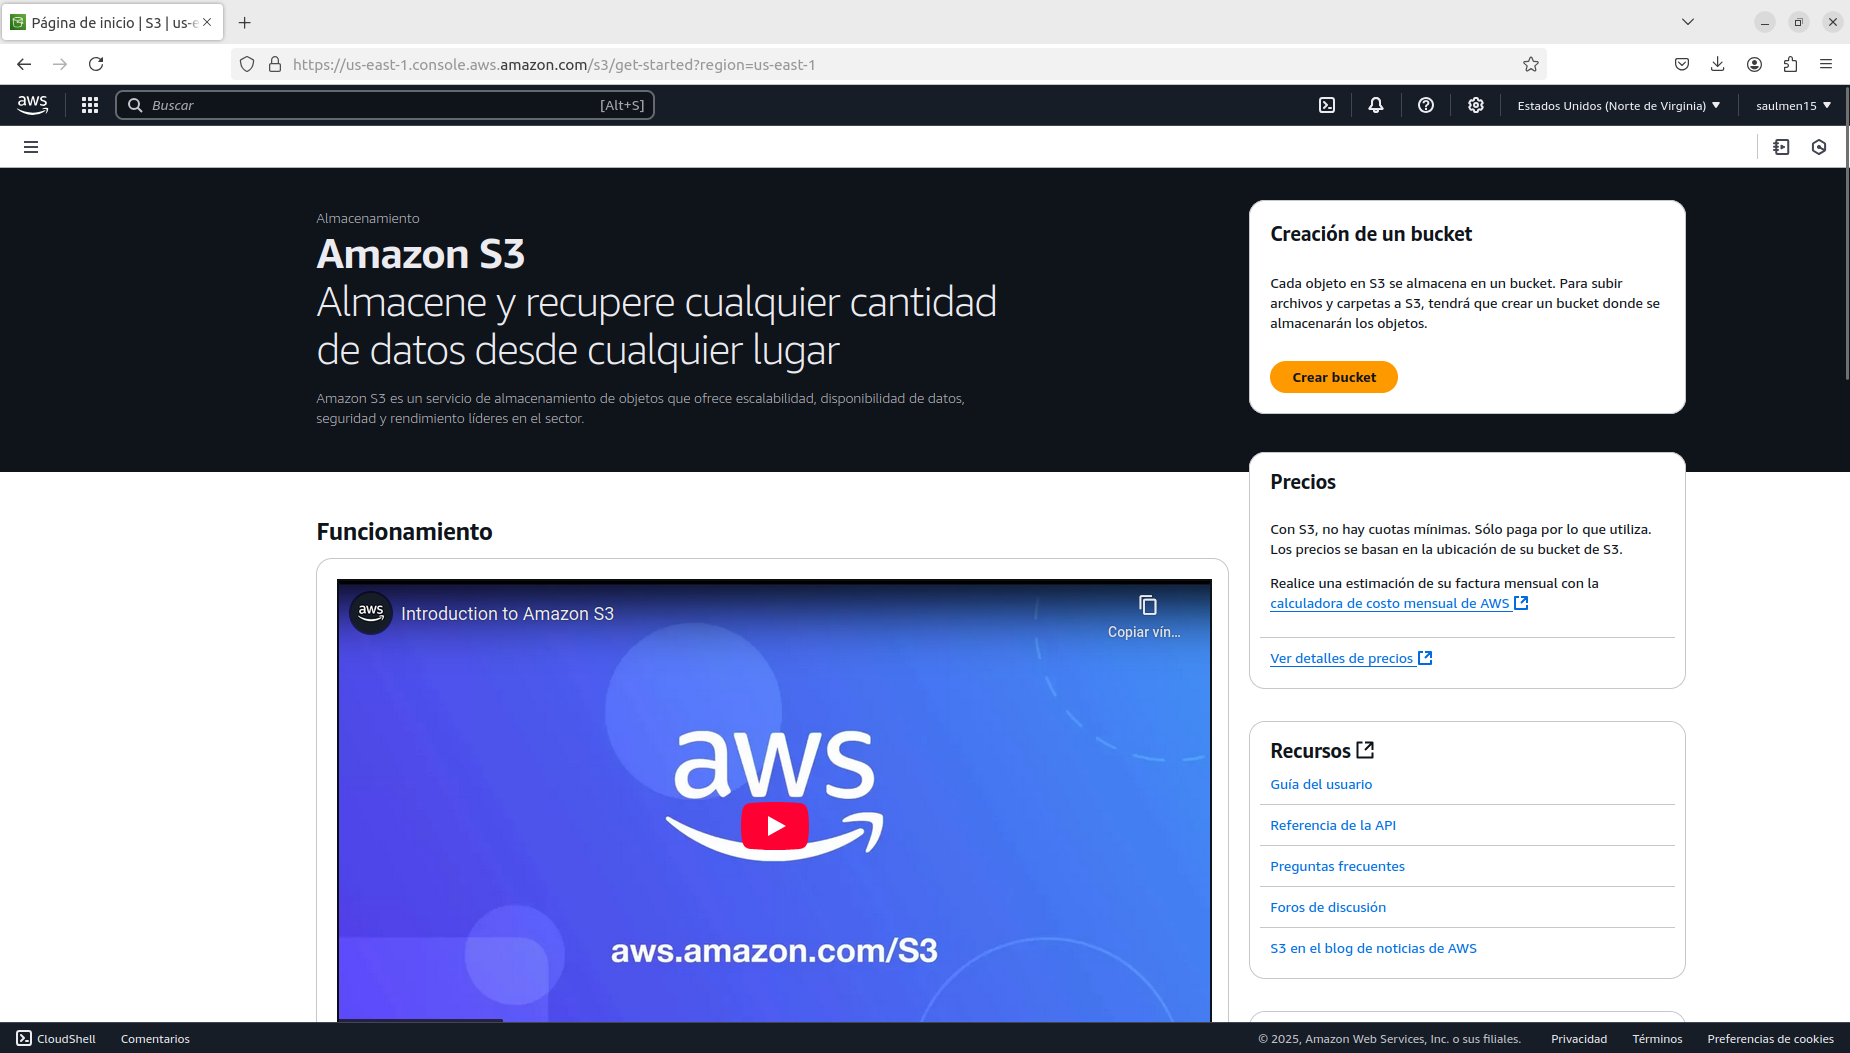 Página de inicio | S3 | us-e
https://us-east-1.console.aws.amazon.com/s3/get-started?region=us-east-1
aws
Buscar
[Alt+S]
Estados Unidos (Norte de Virginia)
saulmen15
Almacenamiento
Amazon S3
Almacene y recupere cualquier cantidad
de datos desde cualquier lugar
Amazon S3 es un servicio de almacenamiento de objetos que ofrece escalabilidad, disponibilidad de datos,
seguridad y rendimiento líderes en el sector.
Creación de un bucket
Cada objeto en S3 se almacena en un bucket. Para subir
archivos y carpetas a S3, tendrá que crear un bucket donde se
almacenarán los objetos.
Crear bucket
Precios
Con S3, no hay cuotas mínimas. Sólo paga por lo que utiliza.
Los precios se basan en la ubicación de su bucket de S3.
Realice una estimación de su factura mensual con la
calculadora de costo mensual de AWS
Ver detalles de precios
Funcionamiento
aws
Introduction to Amazon S3
Copiar vín...
aws
aws.amazon.com/S3
Recursos
Guía del usuario
Referencia de la API
Preguntas frecuentes
Foros de discusión
S3 en el blog de noticias de AWS
CloudShell
Comentarios
© 2025, Amazon Web Services, Inc. o sus filiales.
Privacidad
Términos
Preferencias de cookies